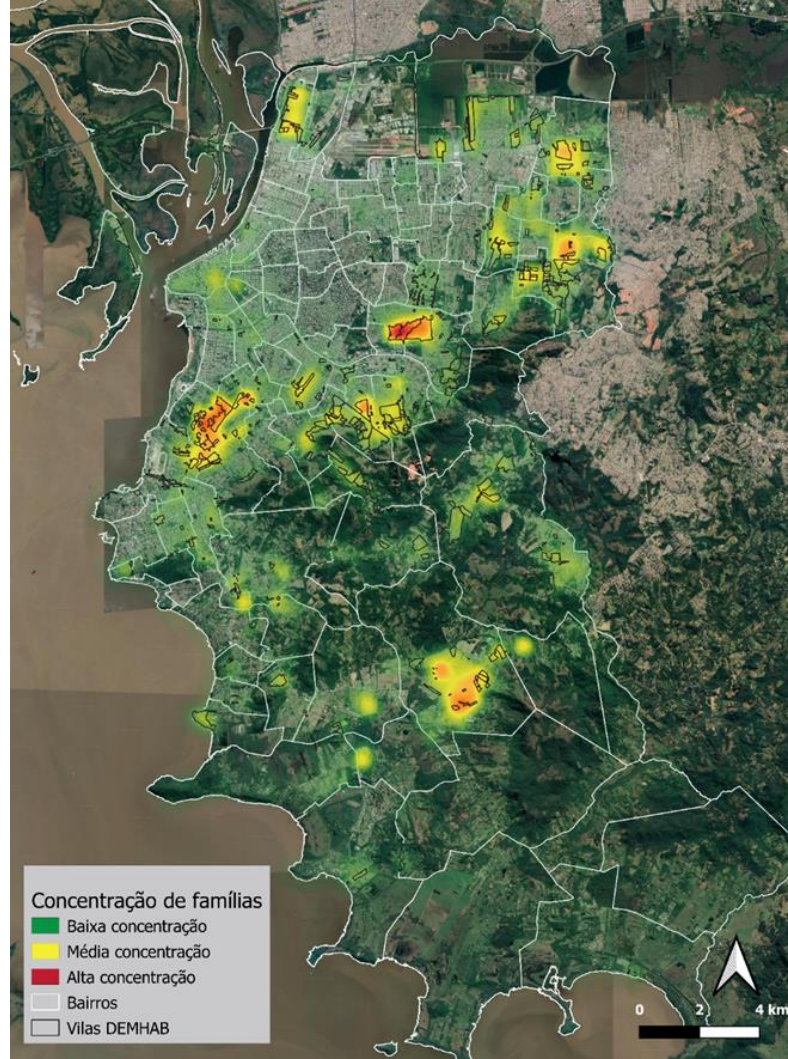 Concentração de famílias
Baixa concentração
Média concentração
Alta concentração
Bairros
Vilas DEMHAB
0 2 4 km